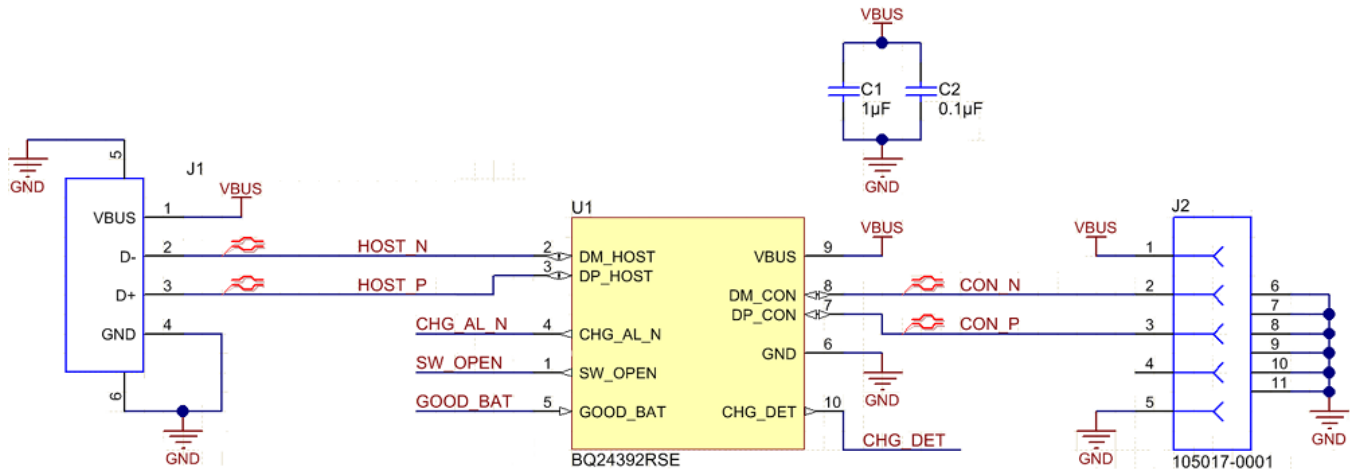 VBUS
C1
1µF
C2
0.1µF
GND
5
GND
J1
VBUS
VBUS
1
D-
2
HOST_N
D+
3
HOST_P
GND
4
6
GND
U1
2
DM_HOST
3
DP_HOST
CHG_AL_N
4
CHG_AL_N
SW_OPEN
1
SW_OPEN
GOOD_BAT
5
GOOD_BAT
VBUS
9
VBUS
DM_CON
8
CON_N
DP_CON
7
CON_P
GND
6
GND
CHG_DET
10
CHG_DET
BQ24392RSE
J2
VBUS
1
2
3
4
5
GND
6
7
8
9
10
11
GND
105017-0001